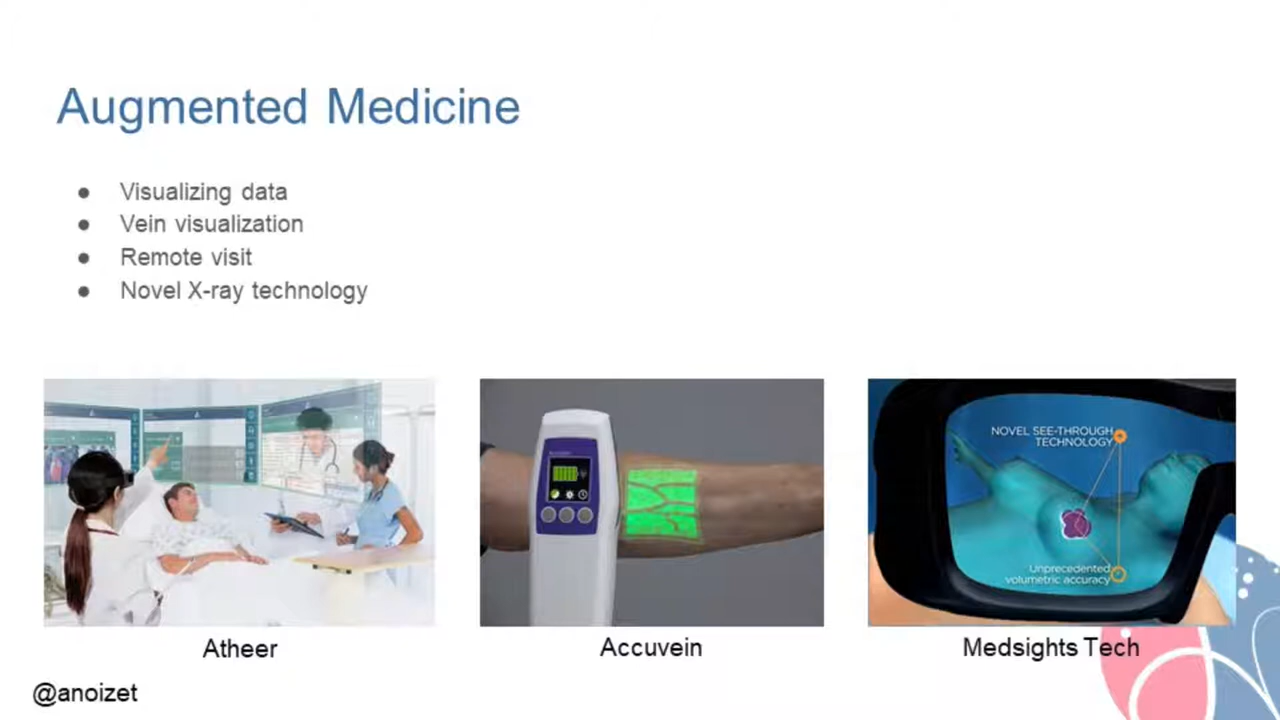 Augmented Medicine
● Visualizing data
● Vein visualization
● Remote visit
● Novel X-ray technology
NOVEL SEE-THROUGH
TECHNOLOGY
Unprecedented
volumetric accuracy
Atheer
Accuvein
Medsights Tech
@anoizet